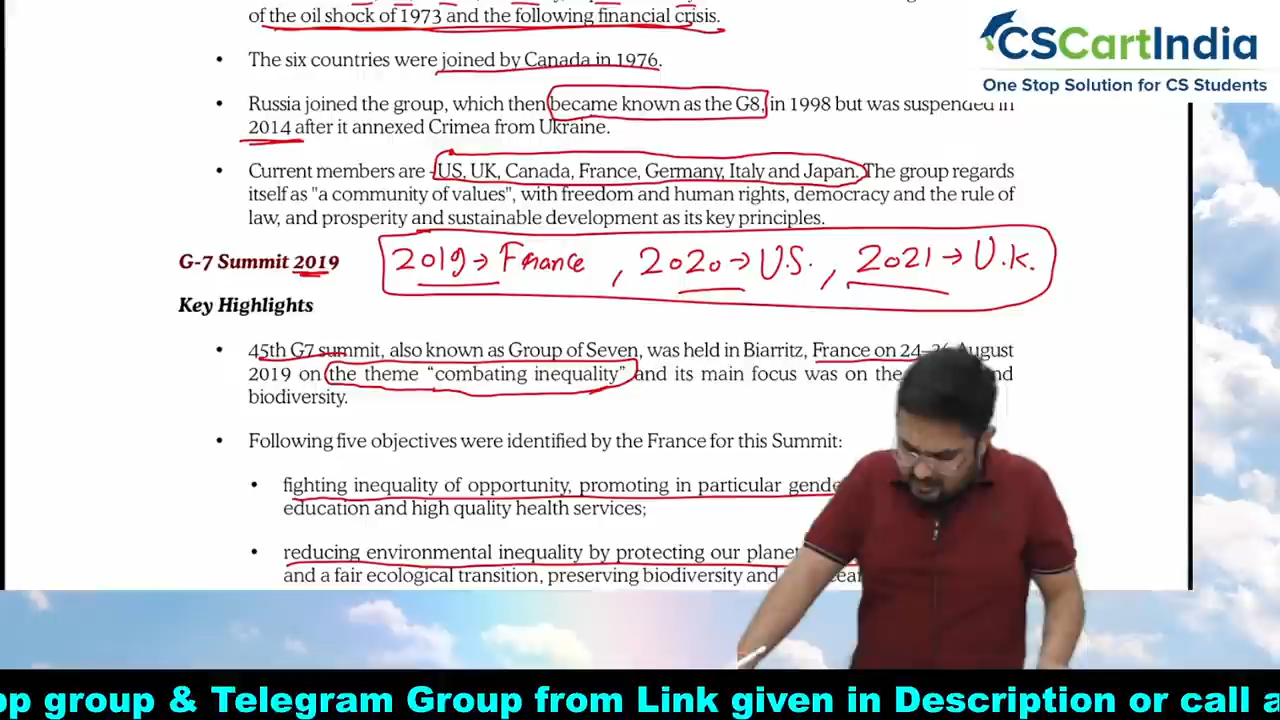 of the oil shock of 1973 and the following financial crisis.
CSCartIndia
One Stop Solution for CS Students
• The six countries were joined by Canada in 1976.
• Russia joined the group, which then became known as the G8, in 1998 but was suspended in
2014 after it annexed Crimea from Ukraine.
• Current members are - US, UK, Canada, France, Germany, Italy and Japan. The group regards
itself as "a community of values", with freedom and human rights, democracy and the rule of
law, and prosperity and sustainable development as its key principles.
G-7 Summit 2019
2019 → France , 2020 → U.S. , 2021 → U.K.
Key Highlights
• 45th G7 summit, also known as Group of Seven, was held in Biarritz, France on 24- August
2019 on the theme “combating inequality” and its main focus was on the
biodiversity.
• Following five objectives were identified by the France for this Summit:
• fighting inequality of opportunity, promoting in particular
education and high quality health services;
• reducing environmental inequality by protecting our planet
and a fair ecological transition, preserving biodiversity and
group & Telegram Group from Link given in Description or call